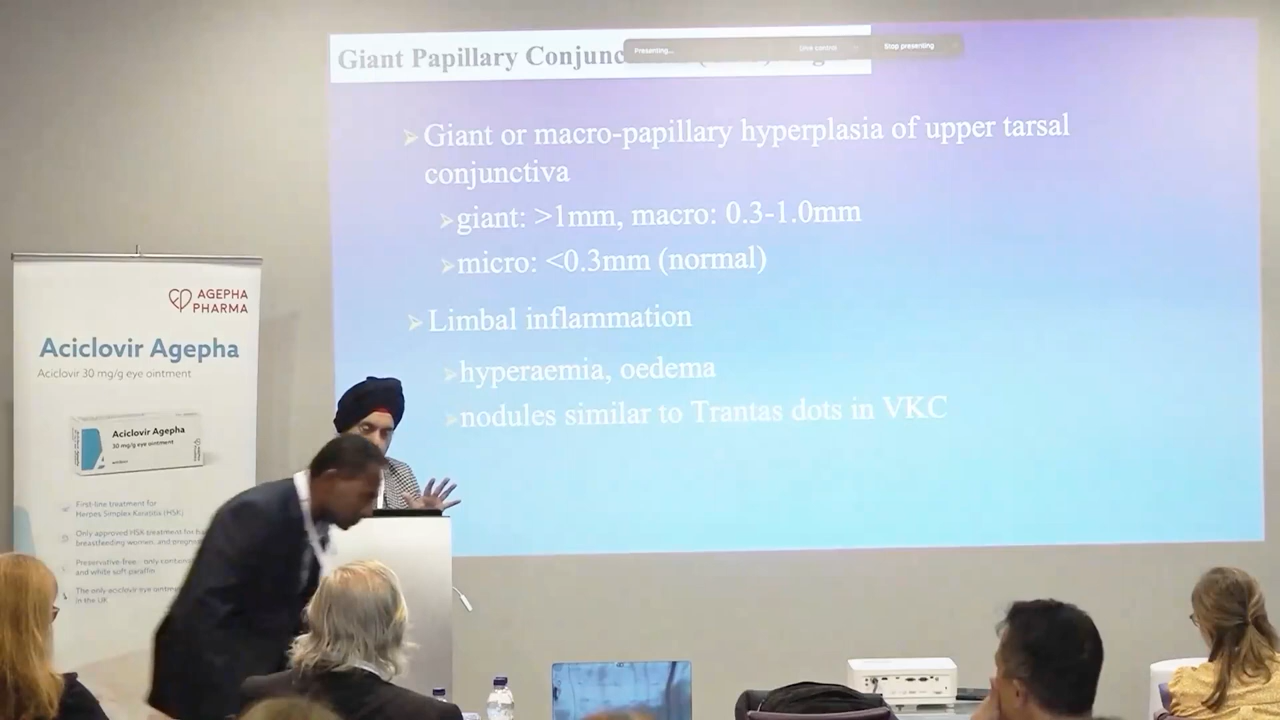 Giant Papillary Conjunc
Presenting...
Give control
Stop presenting
Giant or macro-papillary hyperplasia of upper tarsal
conjunctiva
giant: >1mm, macro: 0.3-1.0mm
micro: <0.3mm (normal)
Limbal inflammation
hyperaemia, oedema
nodules similar to Trantas dots in VKC
AGEPHA
PHARMA
Aciclovir Agepha
Aciclovir 30 mg/g eye ointment
Aciclovir Agepha
30 mg/g eye ointment
First-line treatment for
Herpes Simplex Keratitis (HSK)
Only approved HSK treatment for
breastfeeding women, and
Preservative free, only
and white soft paraffin
The only aciclovir eye
in the UK